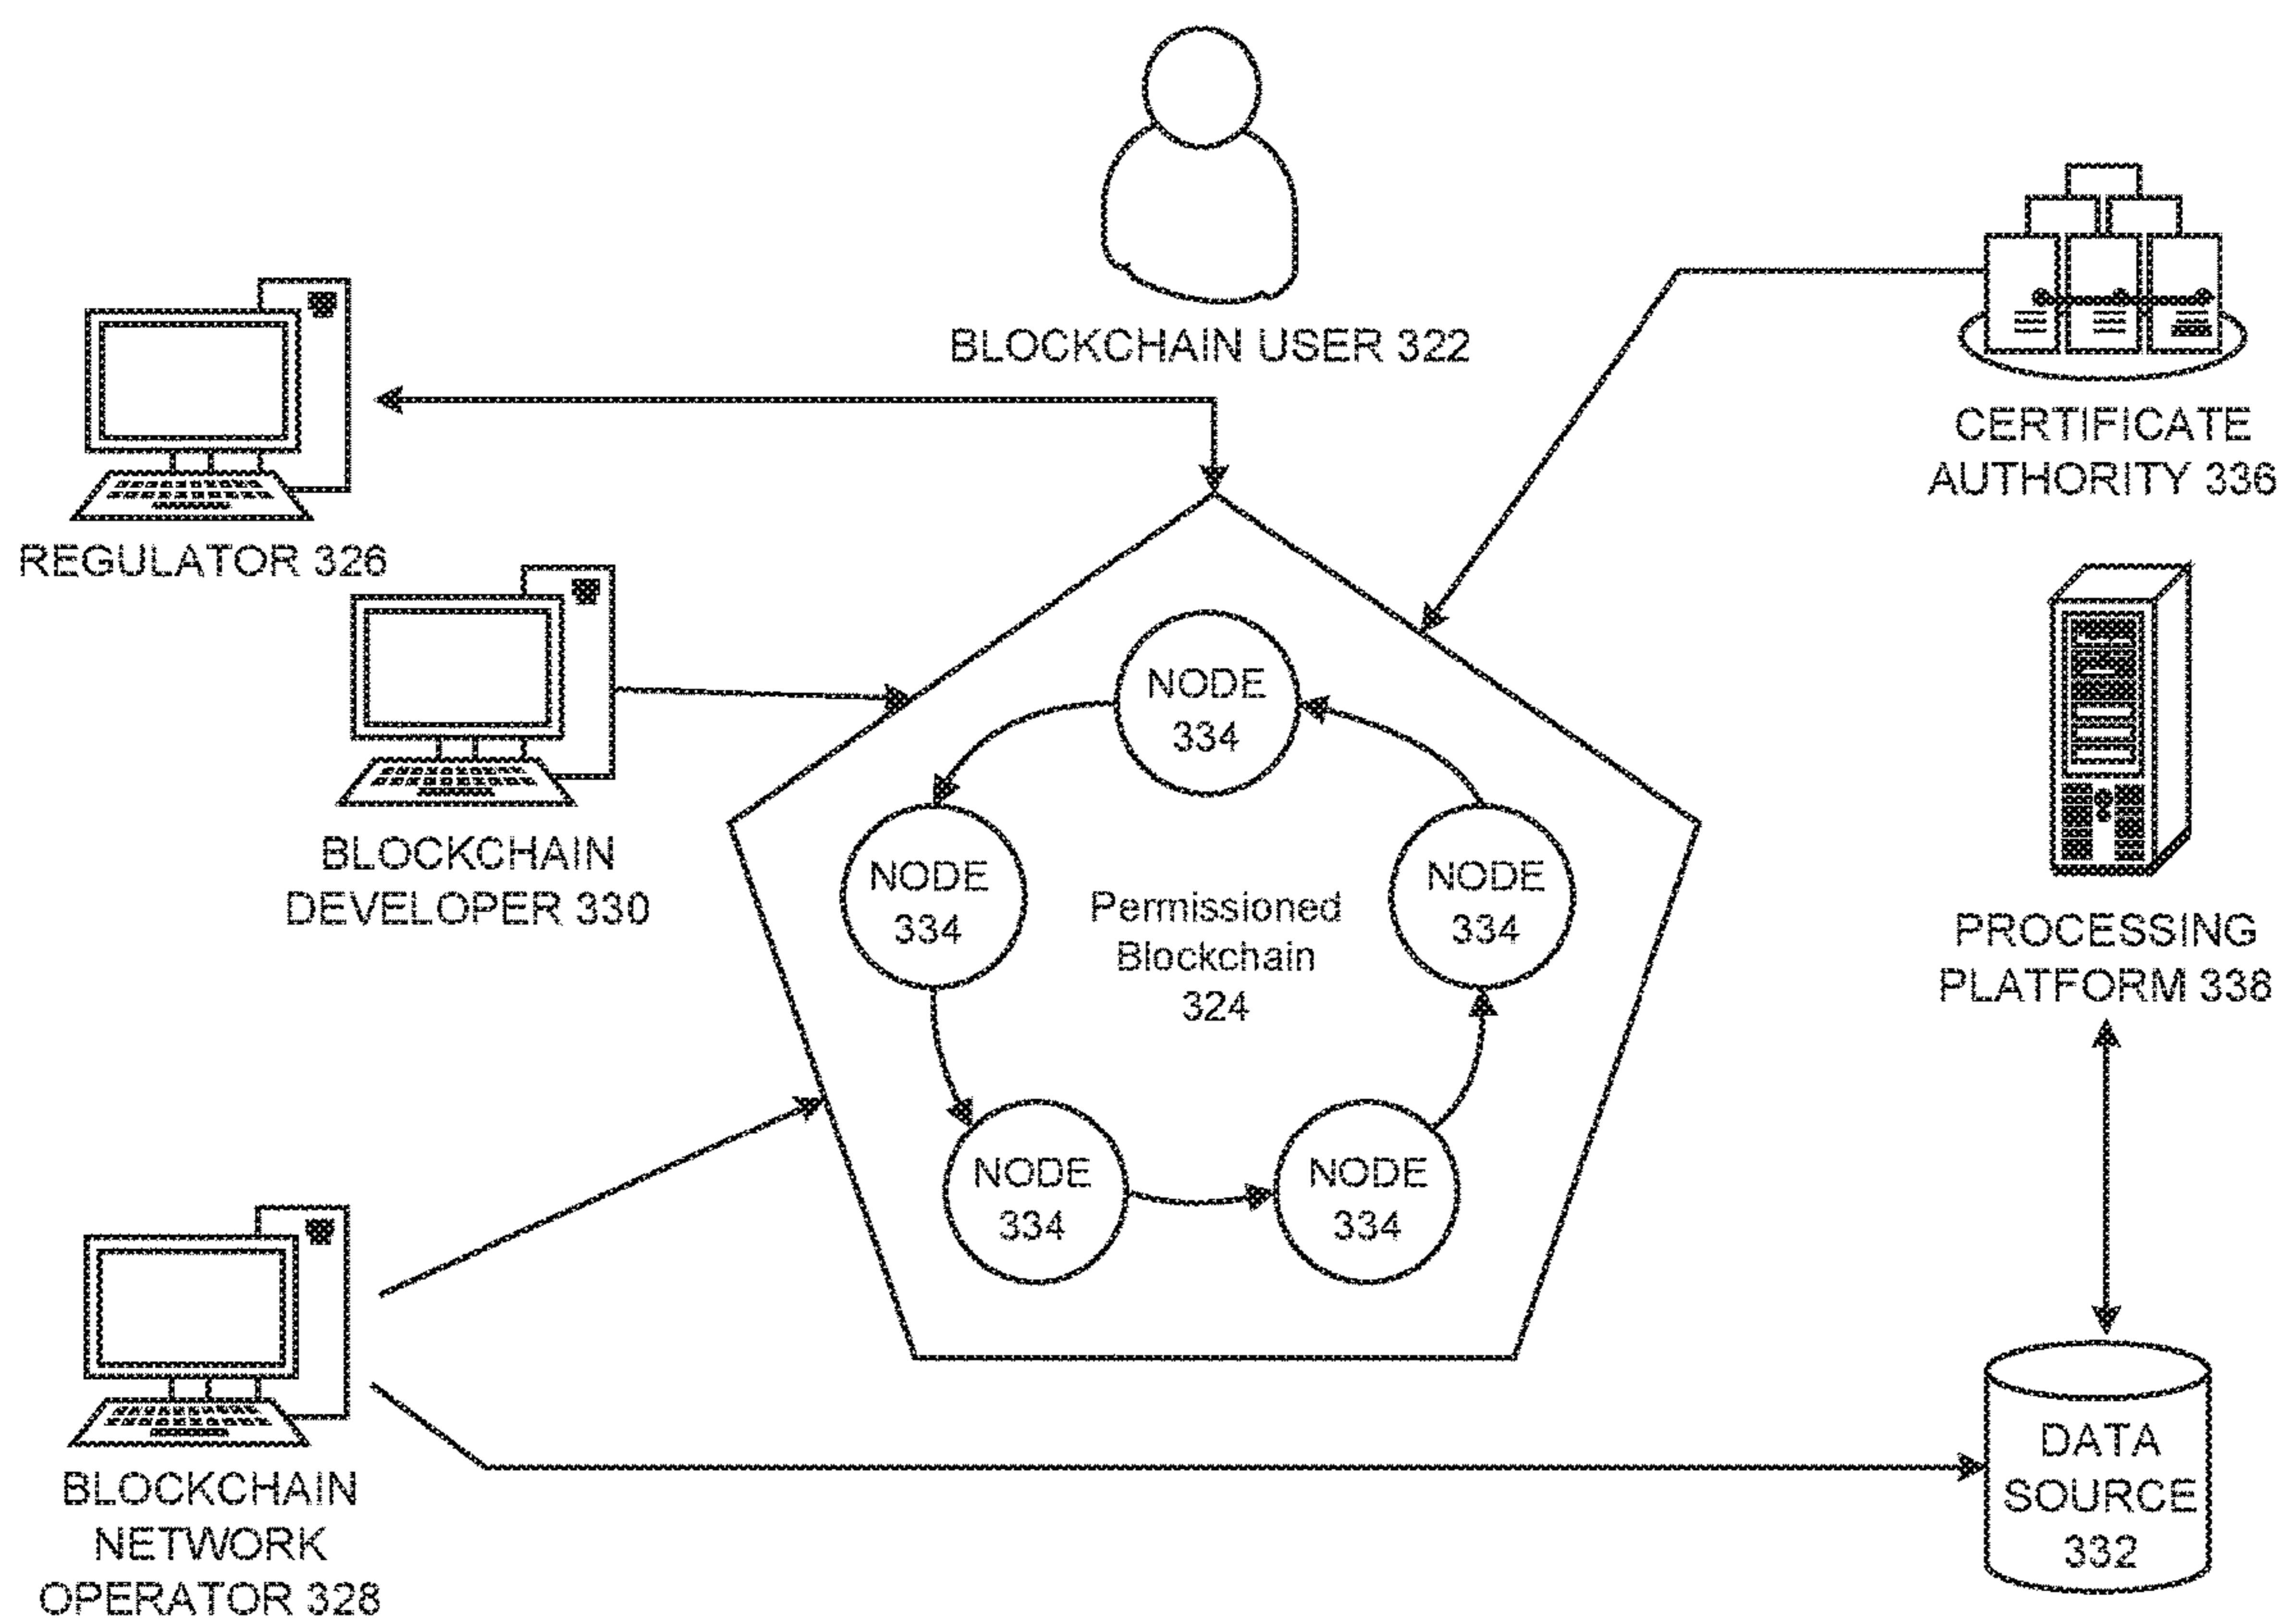 BLOCKCHAIN USER 322
CERTIFICATE
AUTHORITY 336
REGULATOR 326
BLOCKCHAIN
DEVELOPER 330
NODE
334
NODE
334
Permissioned
Blockchain
324
NODE
334
PROCESSING
PLATFORM 338
NODE
334
NODE
334
BLOCKCHAIN
NETWORK
OPERATOR 328
DATA
SOURCE
332